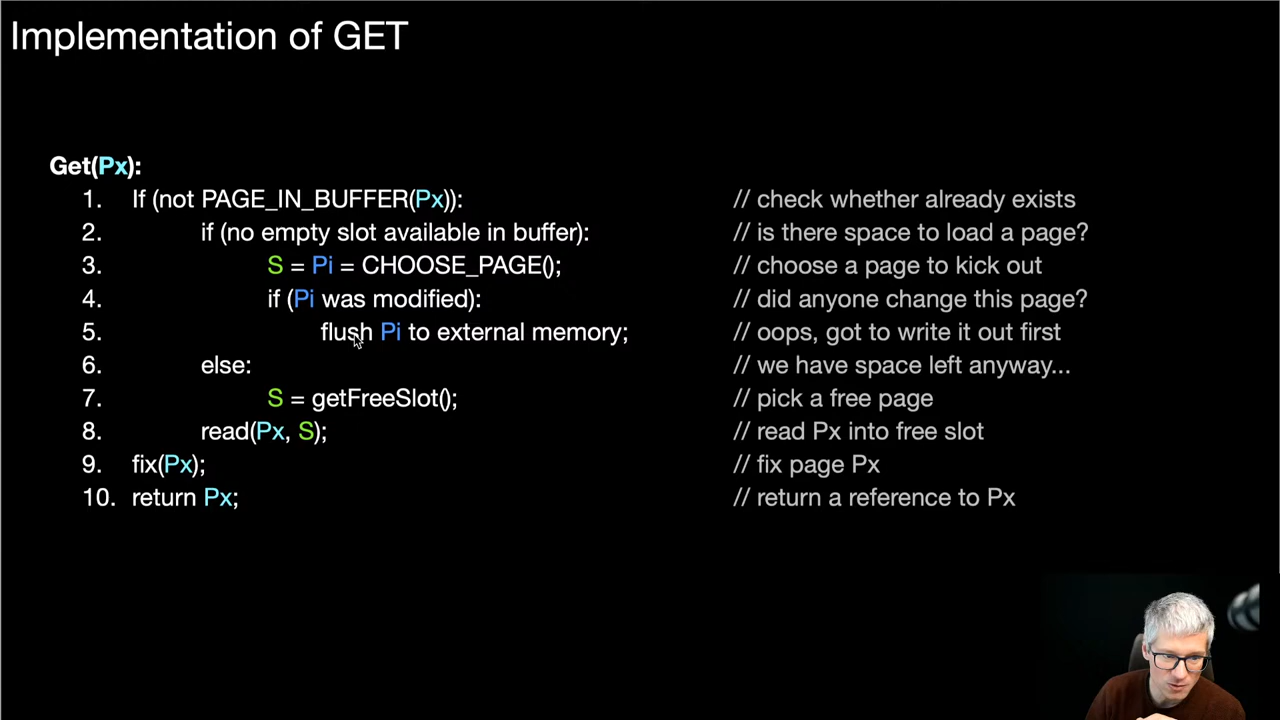 Implementation of GET
Get(Px):
1. If (not PAGE_IN_BUFFER(Px)): // check whether already exists
2. if (no empty slot available in buffer): // is there space to load a page?
3. S = Pi = CHOOSE_PAGE(); // choose a page to kick out
4. if (Pi was modified): // did anyone change this page?
5. flush Pi to external memory; // oops, got to write it out first
6. else: // we have space left anyway...
7. S = getFreeSlot(); // pick a free page
8. read(Px, S); // read Px into free slot
9. fix(Px); // fix page Px
10. return Px; // return a reference to Px